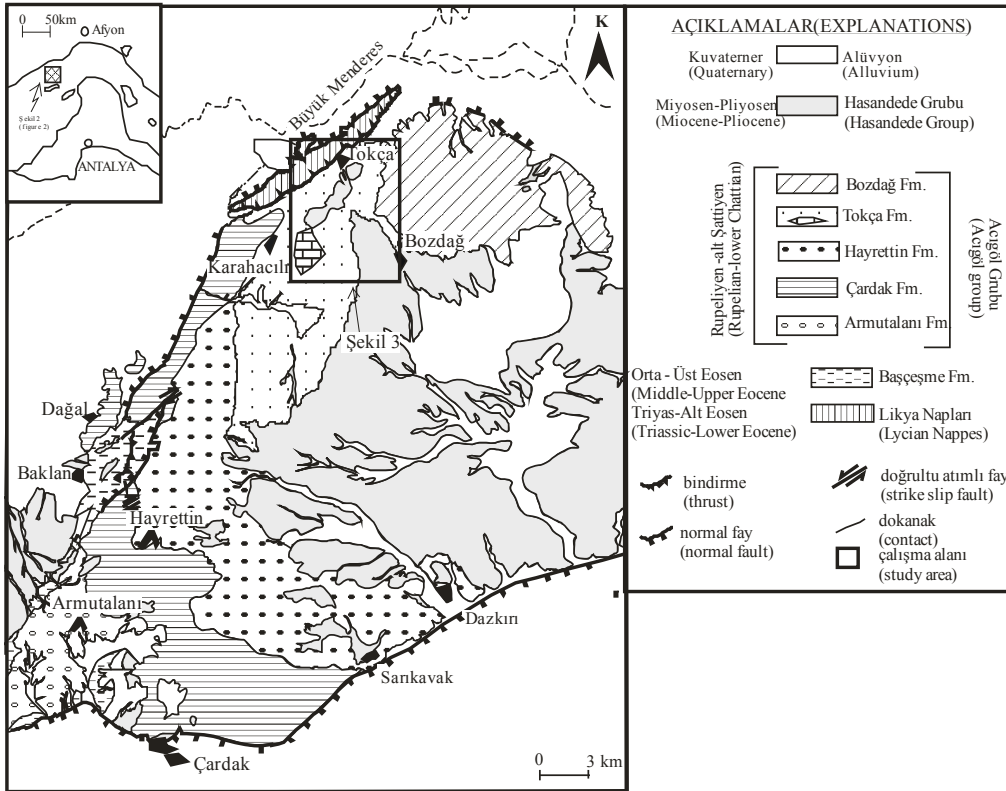 0 50km
Afyon
Şekil 2
(figure 2)
ANTALYA
K
Büyük Menderes
Tokça
Bozdağ
Karahacılı
Şekil 3
Dağal
Baklan
Hayrettin
Armutalanı
Dazkırı
Sarıkavak
Çardak
0 3 km
AÇIKLAMALAR(EXPLANATIONS)
Kuvaterner
(Quaternary)
Alüvyon
(Alluvium)
Miyosen-Pliyosen
(Miocene-Pliocene)
Hasandede Grubu
(Hasandede Group)
Rupeliyen -alt Şattiyen
(Rupelian-lower Chattian)
Bozdağ Fm.
Tokça Fm.
Hayrettin Fm.
Çardak Fm.
Armutalanı Fm.
Acıgöl Grubu
(Acıgöl group)
Orta - Üst Eosen
(Middle-Upper Eocene
Başçeşme Fm.
Triyas-Alt Eosen
(Triassic-Lower Eocene)
Likya Napları
(Lycian Nappes)
bindirme
(thrust)
doğrultu atımlı fay
(strike slip fault)
normal fay
(normal fault)
dokanak
(contact)
çalışma alanı
(study area)